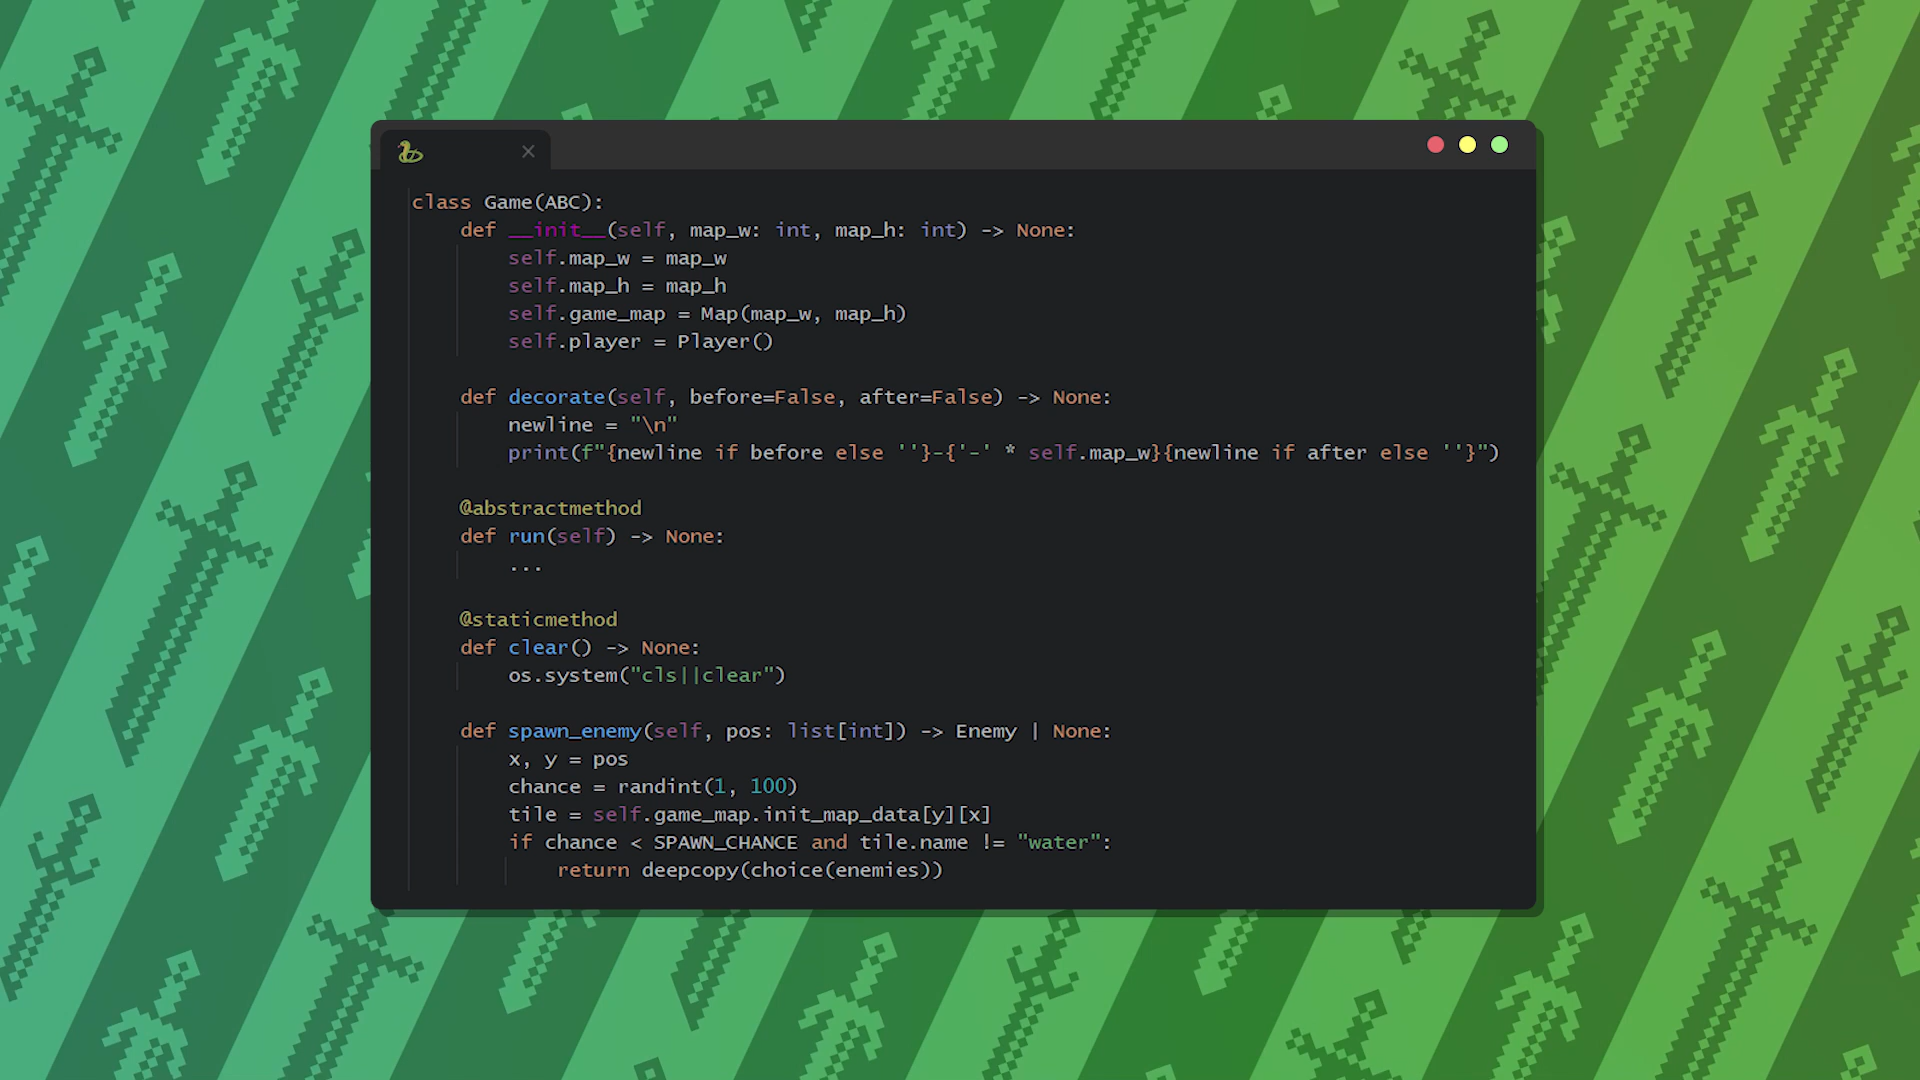 class Game(ABC):
    def __init__(self, map_w: int, map_h: int) -> None:
        self.map_w = map_w
        self.map_h = map_h
        self.game_map = Map(map_w, map_h)
        self.player = Player()
    def decorate(self, before=False, after=False) -> None:
        newline = "\n"
        print(f"{newline if before else ''}-{'-' * self.map_w}{newline if after else ''}")
    @abstractmethod
    def run(self) -> None:
        ...
    @staticmethod
    def clear() -> None:
        os.system("cls||clear")
    def spawn_enemy(self, pos: list[int]) -> Enemy | None:
        x, y = pos
        chance = randint(1, 100)
        tile = self.game_map.init_map_data[y][x]
        if chance < SPAWN_CHANCE and tile.name != "water":
            return deepcopy(choice(enemies))